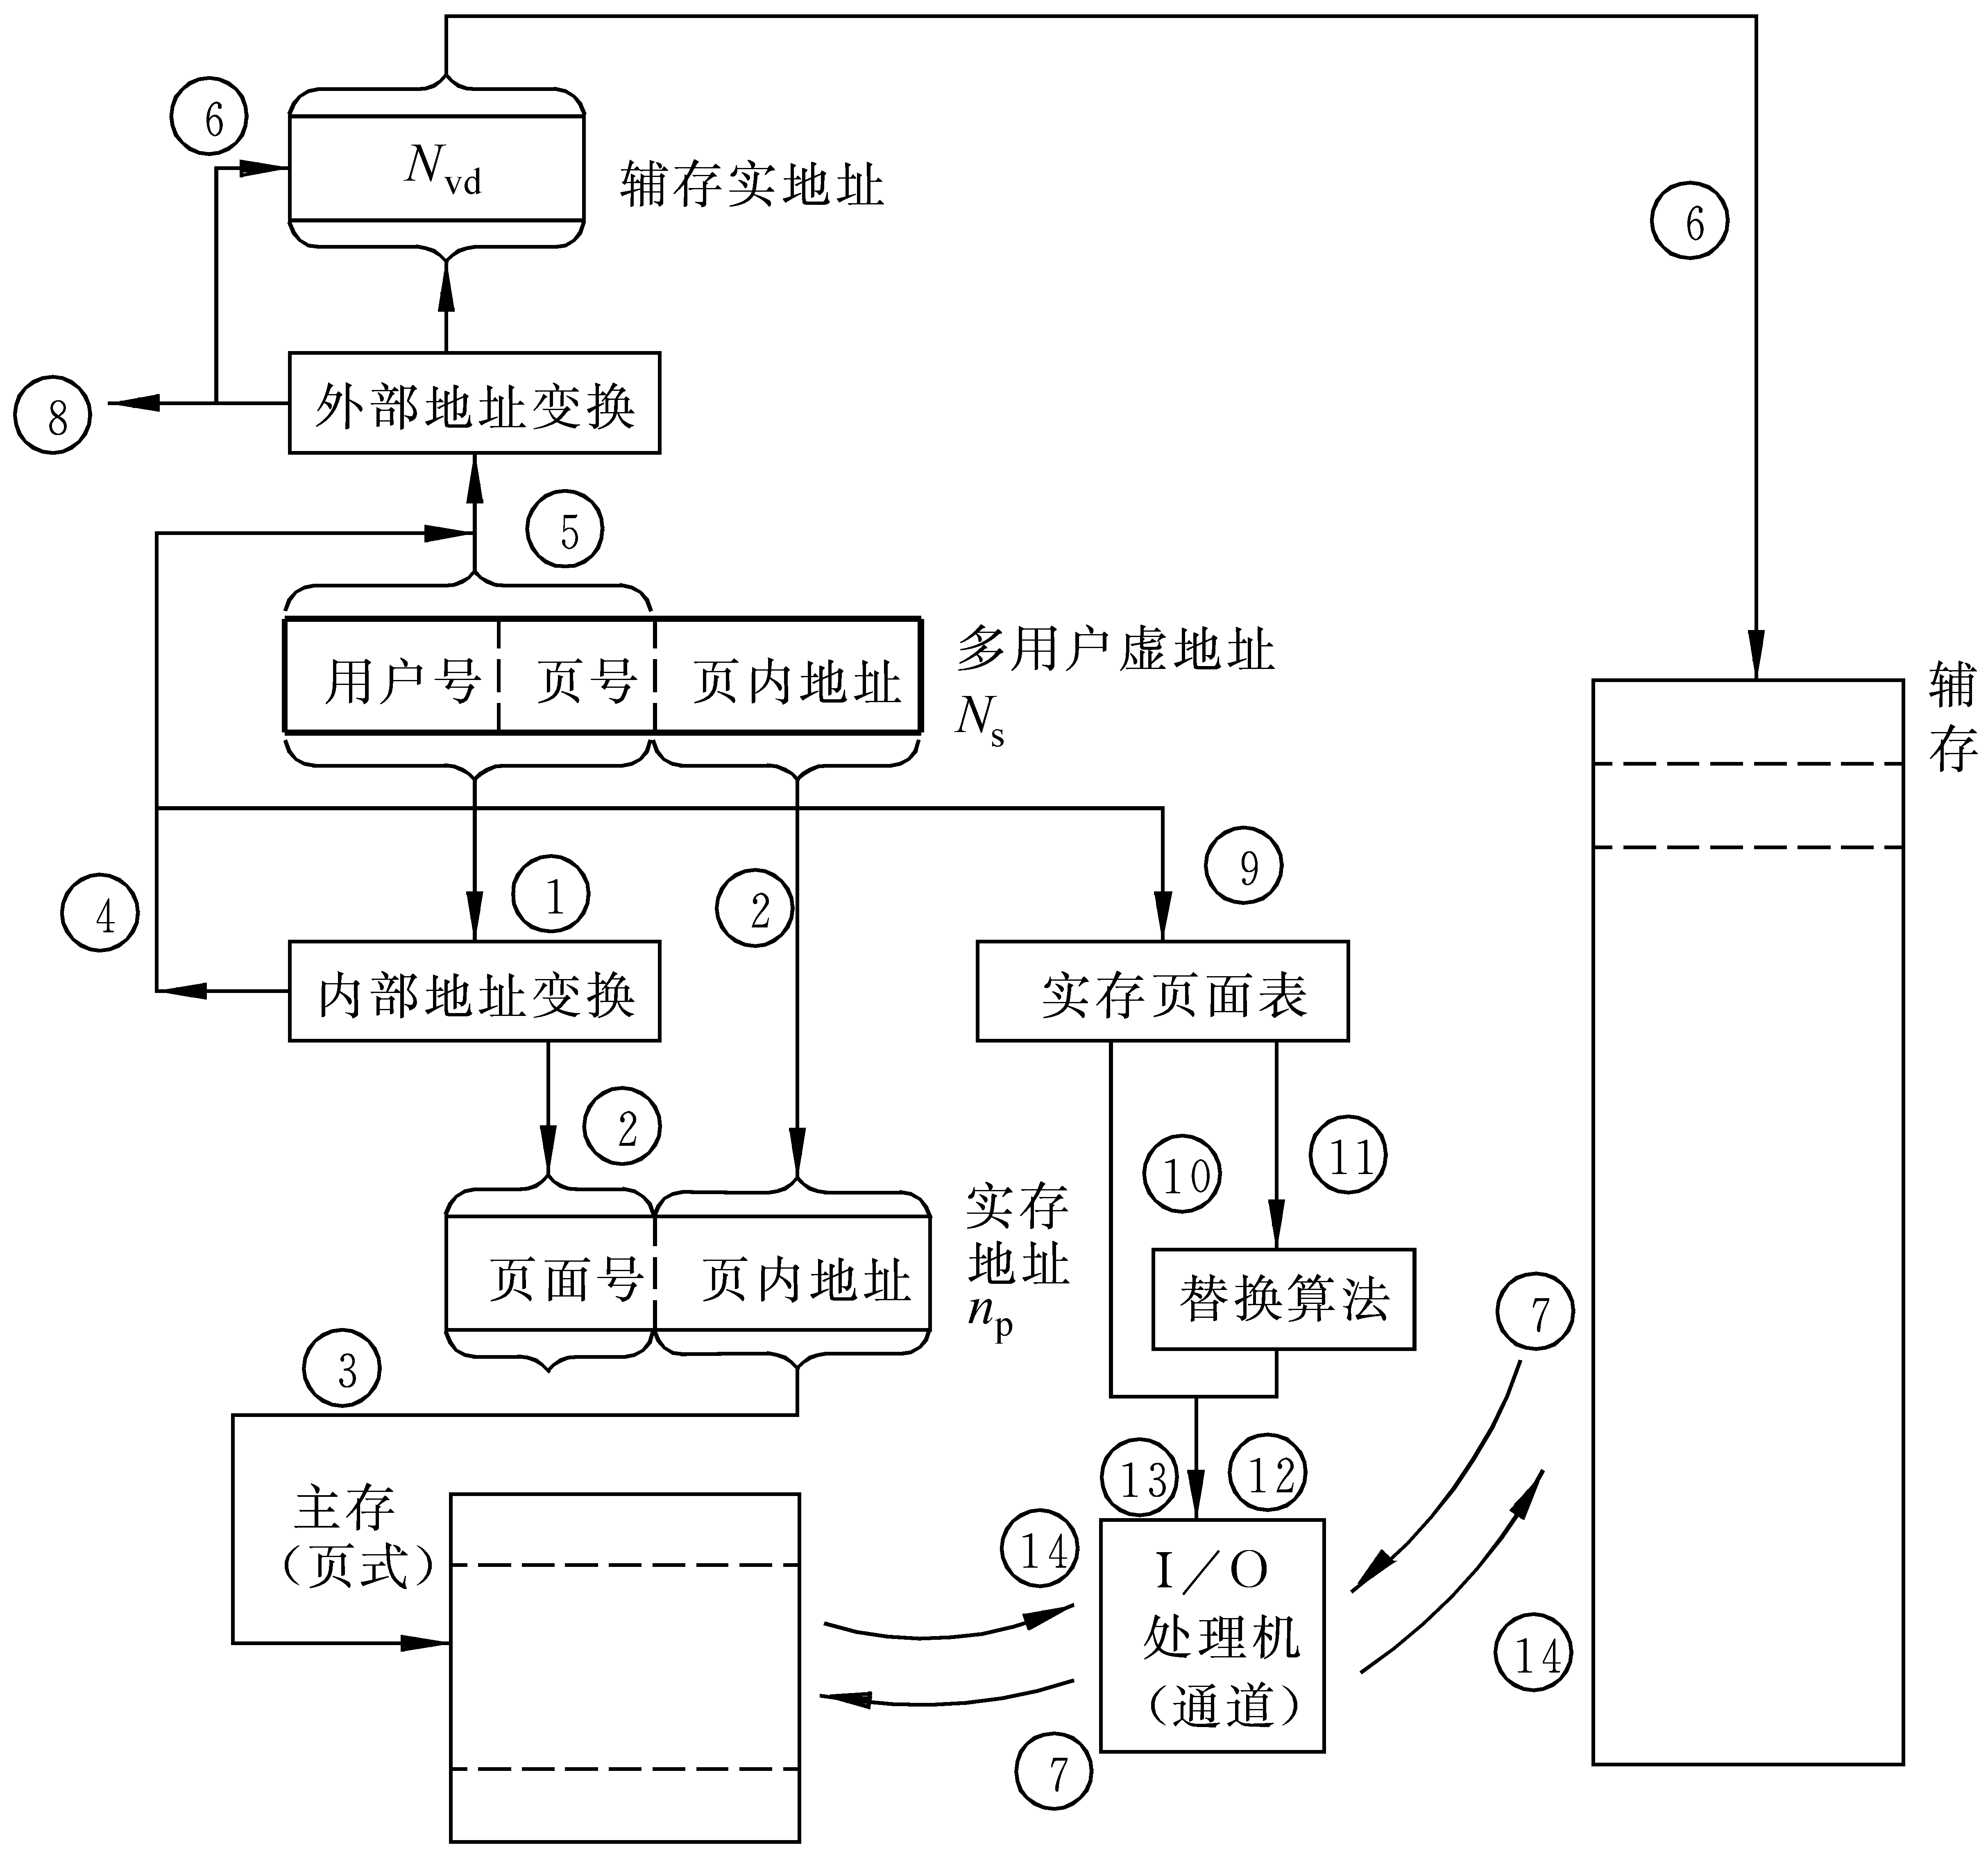 ⑥
N_vd
辅存实地址
⑥
⑧
外部地址变换
⑤
用户号 页号 页内地址
多用户虚地址
N_s
辅
存
④
①
②
⑨
内部地址变换
实存页面表
②
⑩
⑪
页面号 页内地址
实存
地址
n_p
替换算法
⑦
③
主存
（页式）
⑬
⑫
⑭
I／O
处理机
（通道）
⑭
⑦